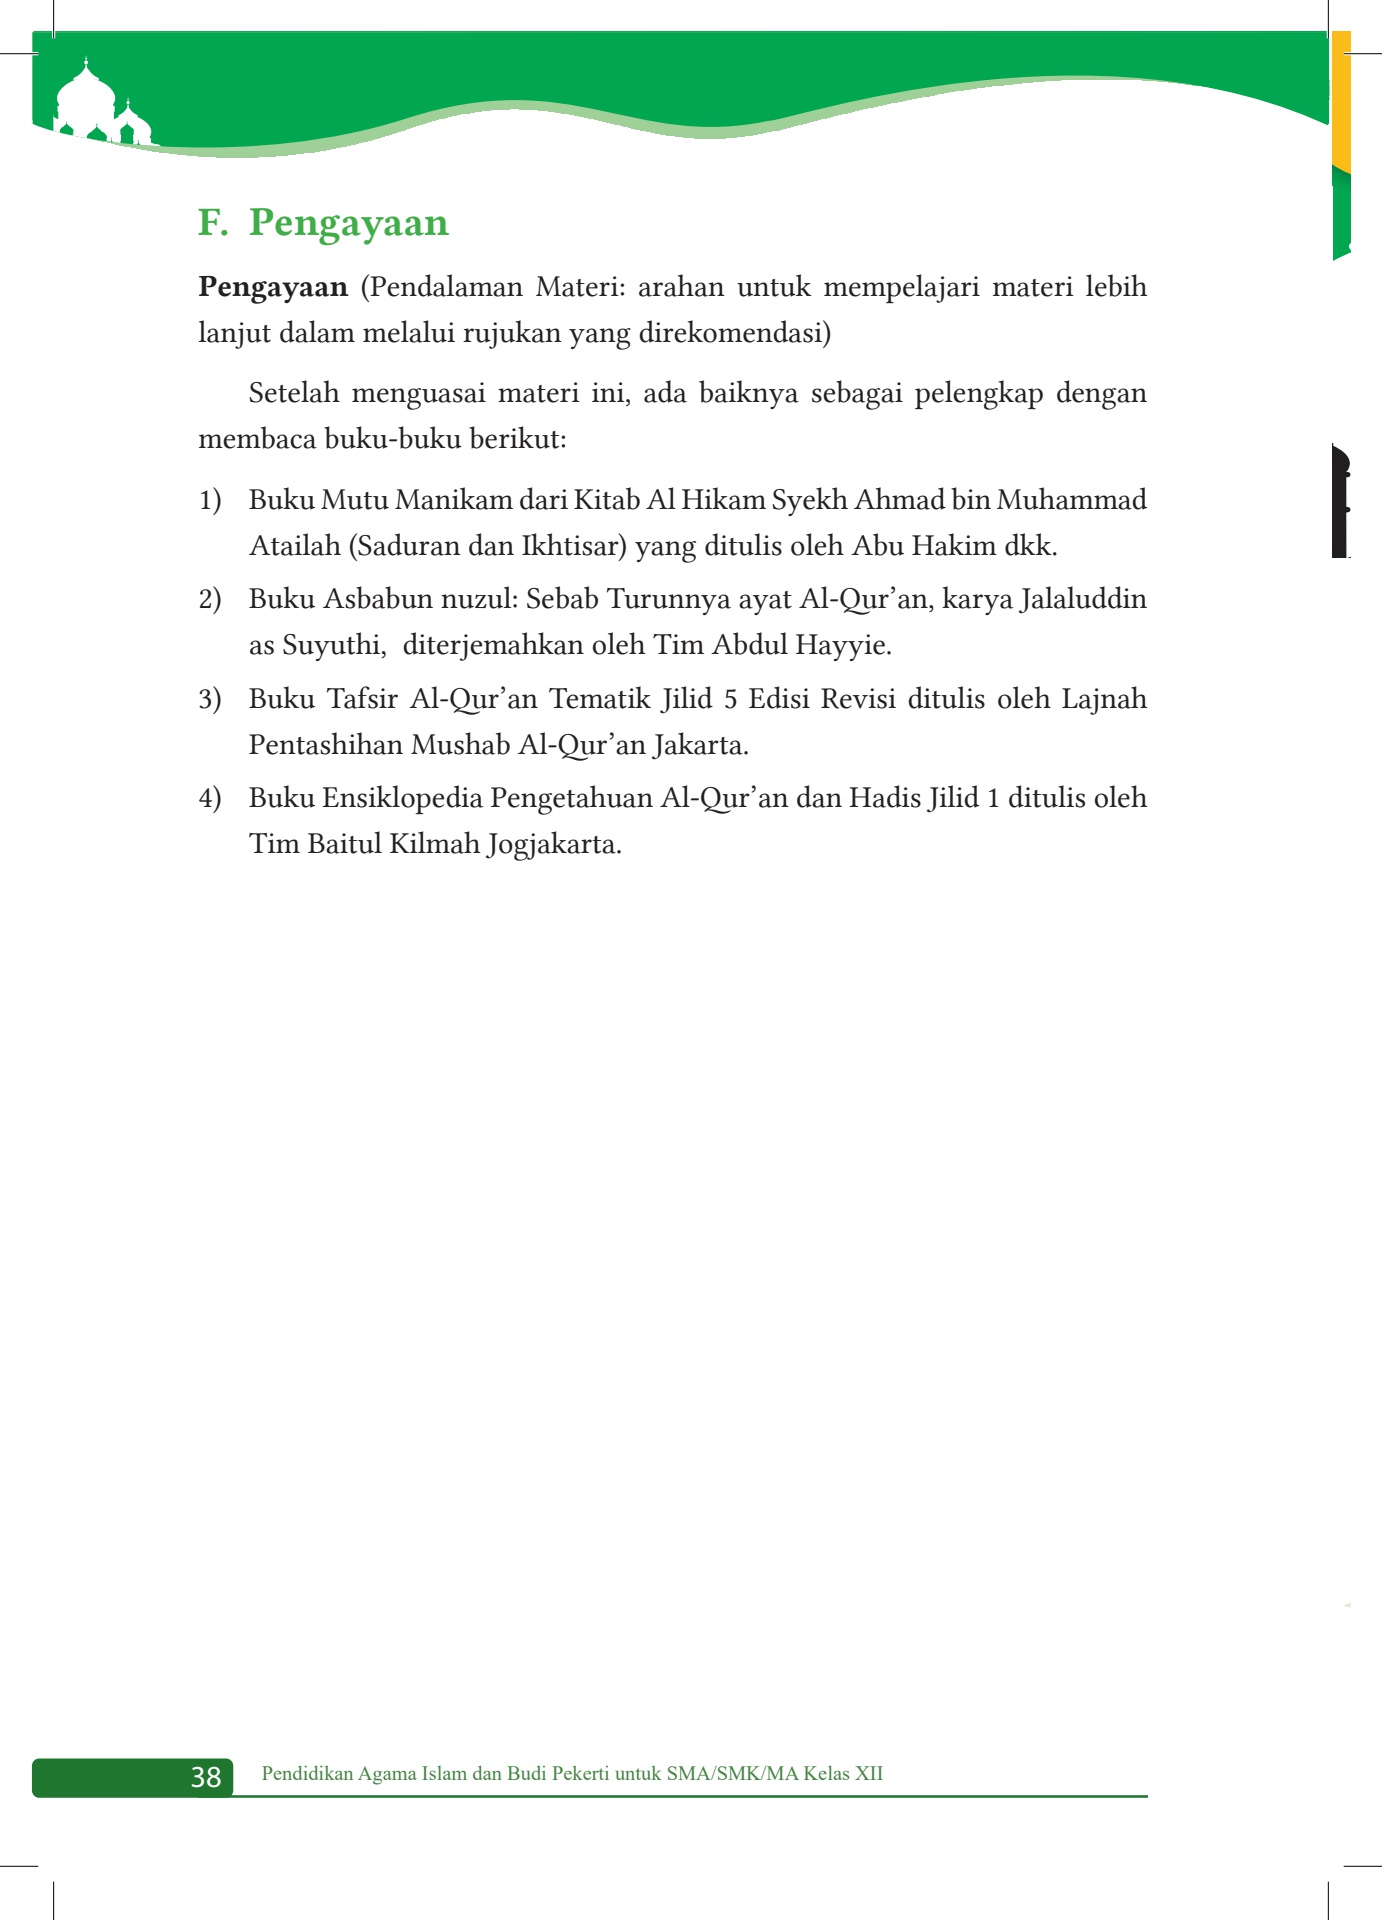 F. Pengayaan
Pengayaan (Pendalaman Materi: arahan untuk mempelajari materi lebih
lanjut dalam melalui rujukan yang direkomendasi)
Setelah menguasai materi ini, ada baiknya sebagai pelengkap dengan
membaca buku-buku berikut:
1) Buku Mutu Manikam dari Kitab Al Hikam Syekh Ahmad bin Muhammad
Atailah (Saduran dan Ikhtisar) yang ditulis oleh Abu Hakim dkk.
2) Buku Asbabun nuzul: Sebab Turunnya ayat Al-Qur’an, karya Jalaluddin
as Suyuthi, diterjemahkan oleh Tim Abdul Hayyie.
3) Buku Tafsir Al-Qur’an Tematik Jilid 5 Edisi Revisi ditulis oleh Lajnah
Pentashihan Mushab Al-Qur’an Jakarta.
4) Buku Ensiklopedia Pengetahuan Al-Qur’an dan Hadis Jilid 1 ditulis oleh
Tim Baitul Kilmah Jogjakarta.
38 Pendidikan Agama Islam dan Budi Pekerti untuk SMA/SMK/MA Kelas XII